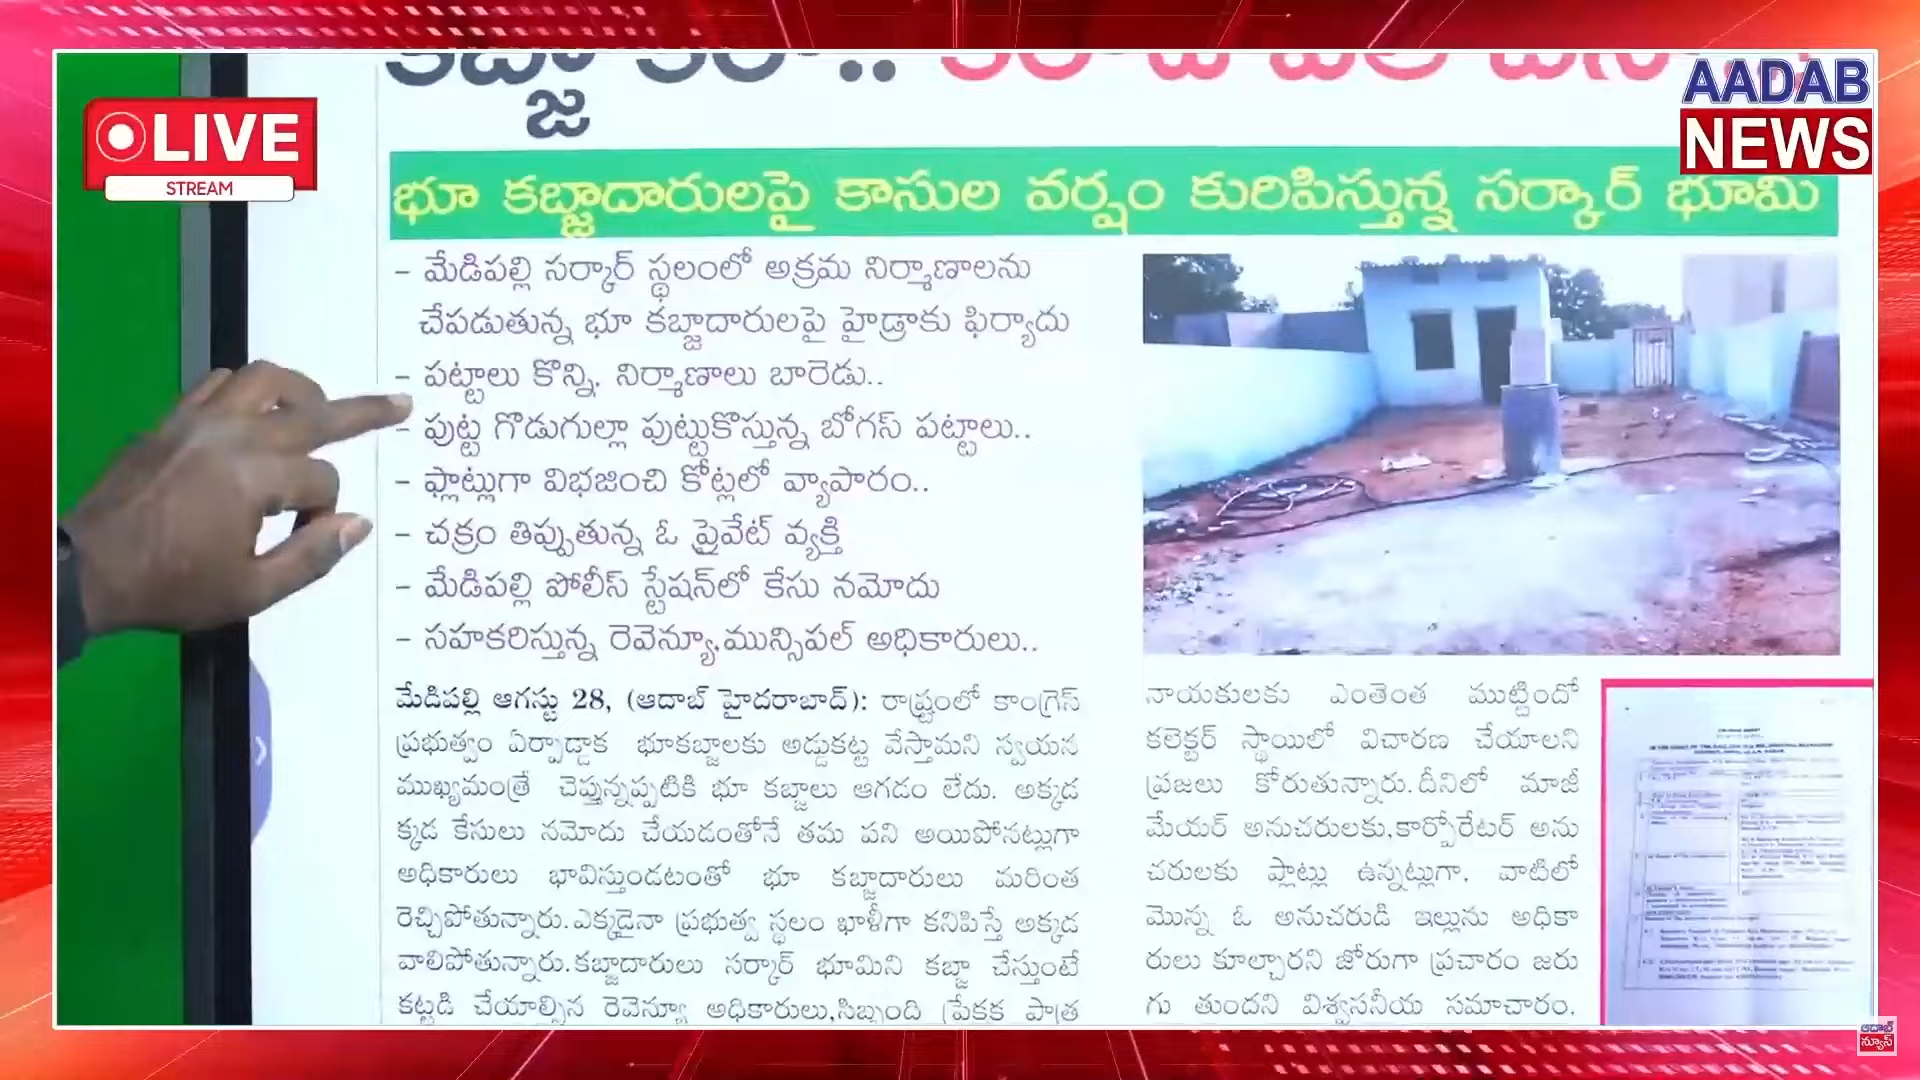 LIVE
STREAM
AADAB
NEWS
భూ కబ్జాదారులపై కాసుల వర్షం కురిపిస్తున్న సర్కార్ భూమి
- మేడిపల్లి సర్కార్ స్థలంలో అక్రమ నిర్మాణాలను
చేపడుతున్న భూ కబ్జాదారులపై హైడ్రాకు ఫిర్యాదు
- పట్టాలు కొన్ని, నిర్మాణాలు బారెడు..
- పుట్ట గొడుగుల్లా పుట్టుకొస్తున్న బోగస్ పట్టాలు..
- ప్లాట్లుగా విభజించి కోట్లలో వ్యాపారం..
- చక్రం తిప్పుతున్న ఓ ప్రైవేట్ వ్యక్తి
- మేడిపల్లి పోలీస్ స్టేషన్‌లో కేసు నమోదు
- సహకరిస్తున్న రెవెన్యూ,మున్సిపల్ అధికారులు..
మేడిపల్లి ఆగస్టు 28, (ఆదాబ్ హైదరాబాద్): రాష్ట్రంలో కాంగ్రెస్
ప్రభుత్వం ఏర్పాడ్డాక భూకబ్జాలకు అడ్డుకట్ట వేస్తామని స్వయన
ముఖ్యమంత్రే చెప్తున్నప్పటికి భూ కబ్జాలు ఆగడం లేదు. అక్కడ
క్కడ కేసులు నమోదు చేయడంతోనే తమ పని అయిపోనట్లుగా
అధికారులు భావిస్తుండటంతో భూ కబ్జాదారులు మరింత
రెచ్చిపోతున్నారు.ఎక్కడైనా ప్రభుత్వ స్థలం ఖాళీగా కనిపిస్తే అక్కడ
వాలిపోతున్నారు.కబ్జాదారులు సర్కార్ భూమిని కబ్జా చేస్తుంటే
కట్టడి చేయాల్సిన రెవెన్యూ అధికారులు,సిబ్బంది ప్రేకక పాత్ర
నాయకులకు ఎంతెంత ముట్టిందో
కలెక్టర్ స్థాయిలో విచారణ చేయాలని
ప్రజలు కోరుతున్నారు.దీనిలో మాజీ
మేయర్ అనుచరులకు,కార్పోరేటర్ అను
చరులకు ప్లాట్లు ఉన్నట్లుగా, వాటిలో
మొన్న ఓ అనుచరుడి ఇల్లును అధికా
రులు కూల్చారని జోరుగా ప్రచారం జరు
గు తుందని విశ్వసనీయ సమాచారం.
ఆదాబ్
న్యూస్